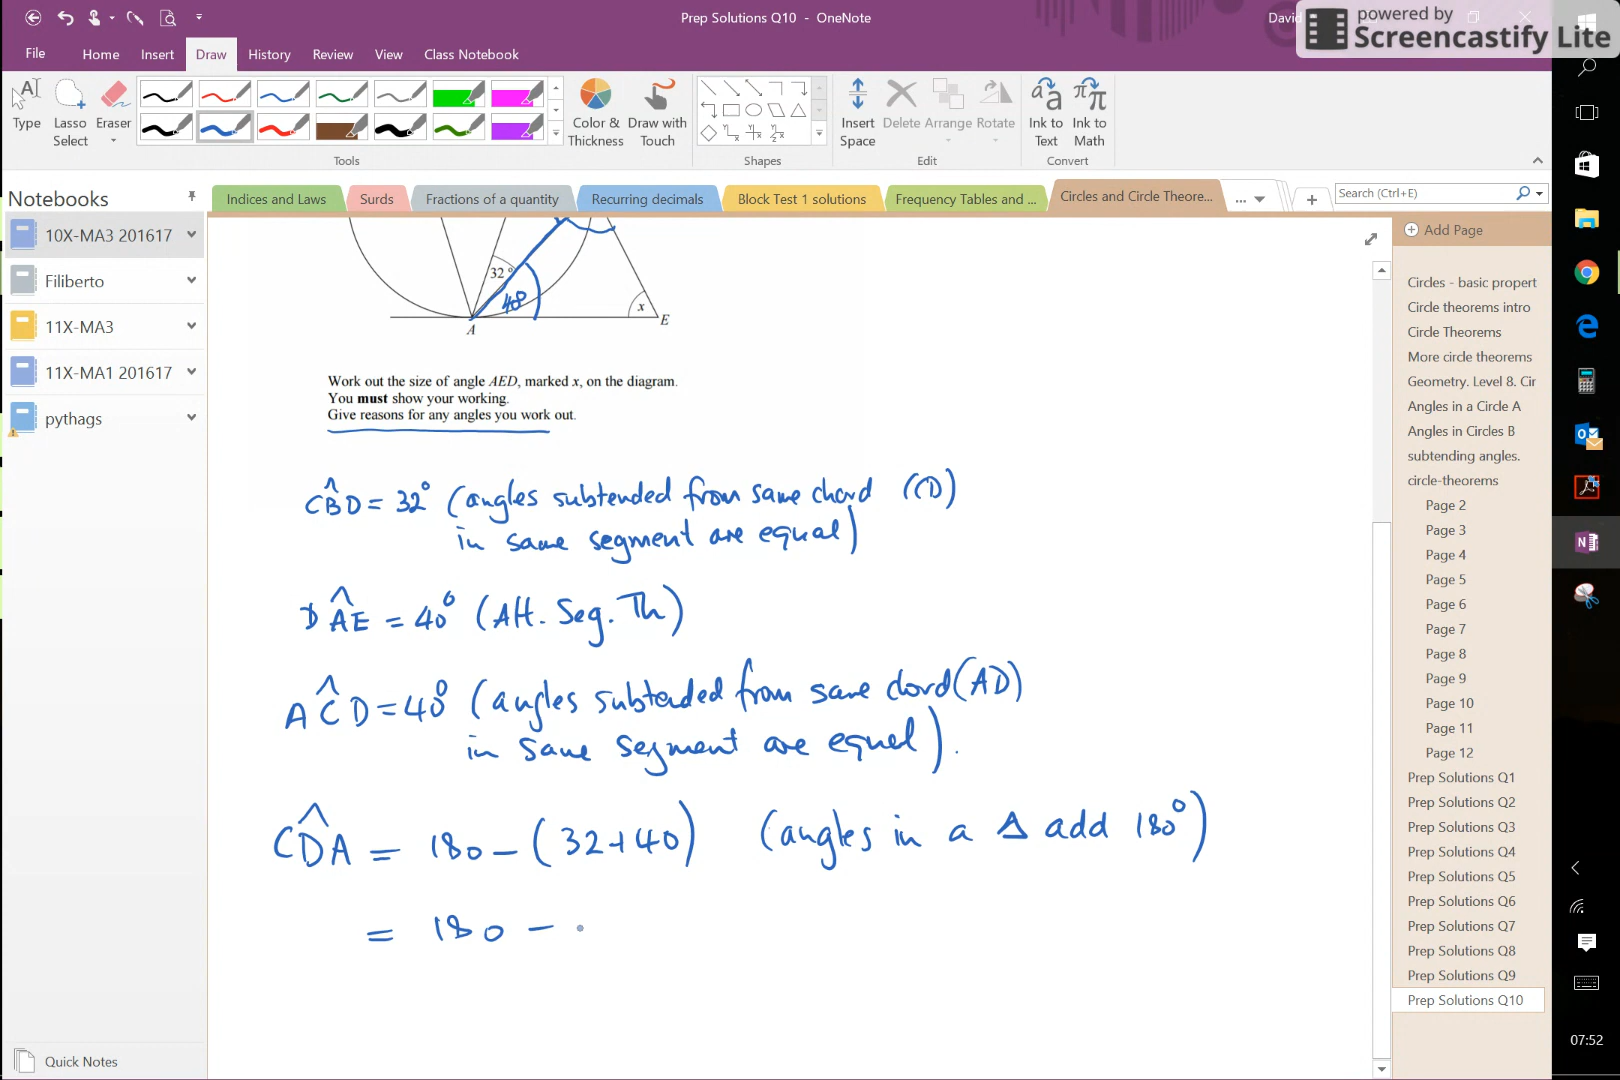 Prep Solutions Q10 - OneNote
David
powered by
Screencastify Lite
File
Home
Insert
Draw
History
Review
View
Class Notebook
Type
Lasso Select
Eraser
Color & Thickness
Draw with Touch
Insert Space
Delete
Arrange
Rotate
Ink to Text
Ink to Math
Tools
Shapes
Edit
Convert
Notebooks
Indices and Laws
Surds
Fractions of a quantity
Recurring decimals
Block Test 1 solutions
Frequency Tables and ...
Circles and Circle Theore...
Search (Ctrl+E)
10X-MA3 201617
Filiberto
11X-MA3
11X-MA1 201617
pythags
Quick Notes
32°
40°
x
A
E
Work out the size of angle AED, marked x, on the diagram.
You must show your working.
Give reasons for any angles you work out.
CB̂D = 32° (angles subtended from same chord (CD)
in same segment are equal)
DÂE = 40° (Alt. Seg. Th)
AĈD = 40° (angles subtended from same chord (AD)
in same segment are equal).
CD̂A = 180 - (32+40) (angles in a Δ add 180°)
= 180 -
Add Page
Circles - basic propert
Circle theorems intro
Circle Theorems
More circle theorems
Geometry. Level 8. Cir
Angles in a Circle A
Angles in Circles B
subtending angles.
circle-theorems
Page 2
Page 3
Page 4
Page 5
Page 6
Page 7
Page 8
Page 9
Page 10
Page 11
Page 12
Prep Solutions Q1
Prep Solutions Q2
Prep Solutions Q3
Prep Solutions Q4
Prep Solutions Q5
Prep Solutions Q6
Prep Solutions Q7
Prep Solutions Q8
Prep Solutions Q9
Prep Solutions Q10
07:52